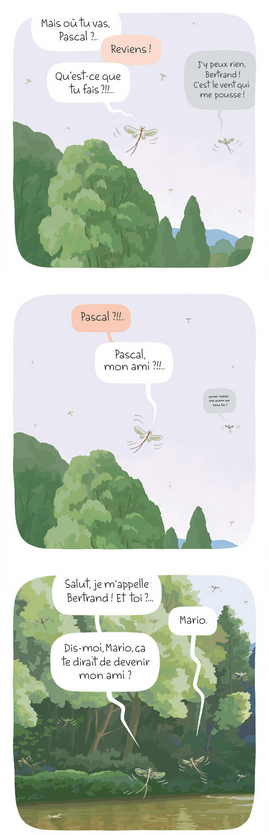 Mais où tu vas,
Pascal ?..
Reviens !
Qu'est-ce que
tu fais ?!!...
J'y peux rien,
Bertrand !
C'est le vent qui
me pousse !
Pascal ?!!..
Pascal,
mon ami ?!!..
Salut, je m'appelle
Bertrand ! Et toi ?...
Mario.
Dis-moi, Mario, ça
te dirait de devenir
mon ami ?